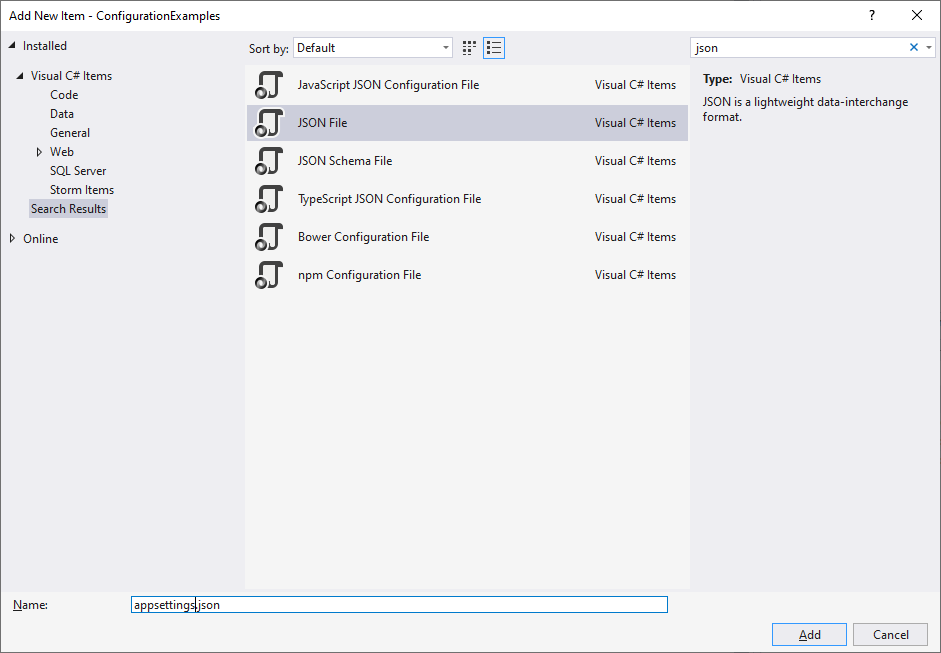 Add New Item - ConfigurationExamples
?
Installed
Visual C# Items
Code
Data
General
Web
SQL Server
Storm Items
Search Results
Online
Sort by: Default
JavaScript JSON Configuration File Visual C# Items
JSON File Visual C# Items
JSON Schema File Visual C# Items
TypeScript JSON Configuration File Visual C# Items
Bower Configuration File Visual C# Items
npm Configuration File Visual C# Items
json
Type: Visual C# Items
JSON is a lightweight data-interchange
format.
Name: appsettings.json
Add Cancel